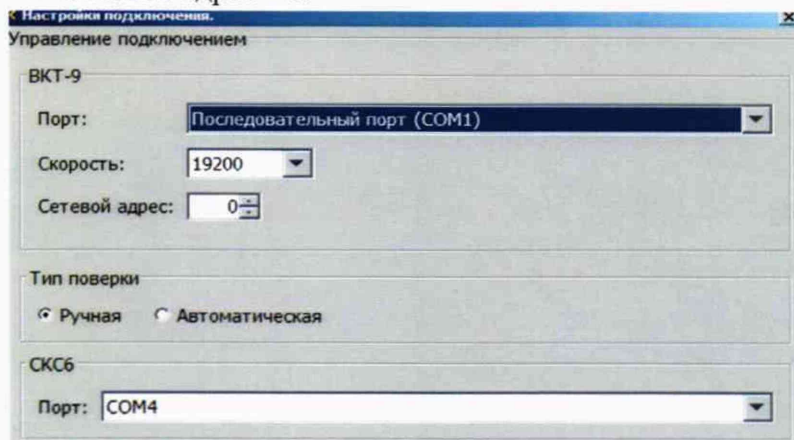 Настройки подключения.
Управление подключением
ВКТ-9
Порт: Последовательный порт (COM1)
Скорость: 19200
Сетевой адрес: 0
Тип поверки
Ручная Автоматическая
СКС6
Порт: COM4